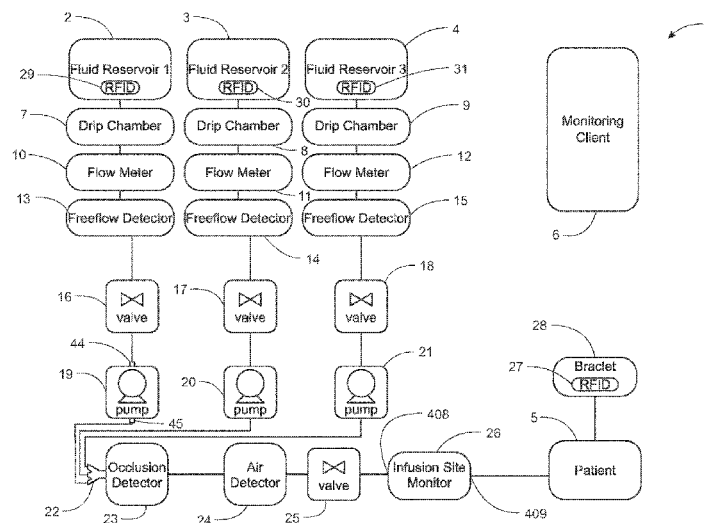 2 3 4
Fluid Reservoir 1 Fluid Reservoir 2 Fluid Reservoir 3
29 RFID RFID 30 RFID 31
7 Drip Chamber Drip Chamber 8 Drip Chamber 9
Monitoring Client
10 Flow Meter Flow Meter 11 Flow Meter 12
13 Freeflow Detector Freeflow Detector 14 Freeflow Detector 15
6
16 valve 17 valve 18 valve
44
19 pump 20 pump 21 pump
45
28
Braclet
27 RFID
408 26 5
22 Occlusion Detector 23
Air Detector 24
valve 25
Infusion Site Monitor
409
Patient